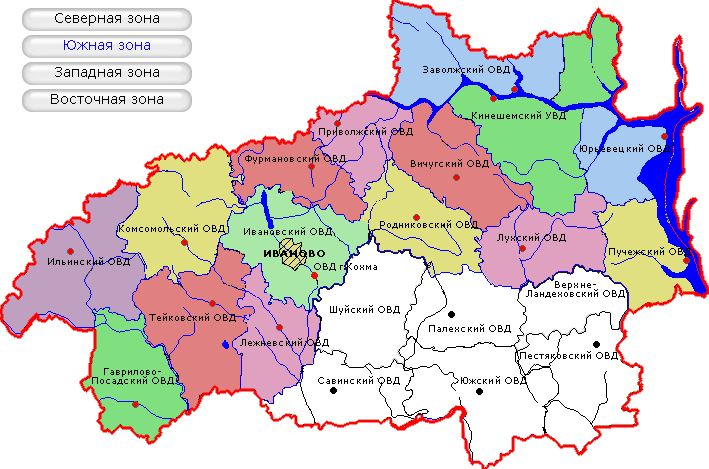 Северная зона
Южная зона
Западная зона
Восточная зона
Заволжский ОВД
Кинешемский УВД
Приволжский ОВД
Юрьевецкий ОВД
Фурмановский ОВД
Вичугский ОВД
Комсомольский ОВД
Ивановский ОВД
Родниковский ОВД
Лухский ОВД
Пучежский ОВД
ИВАНОВО
Ильинский ОВД
ОВД г.Кохма
Верхне-
Ландеховский ОВД
Шуйский ОВД
Тейковский ОВД
Палехский ОВД
Лежневский ОВД
Пестяковский ОВД
Гаврилово-
Посадский ОВД
Савинский ОВД
Южский ОВД